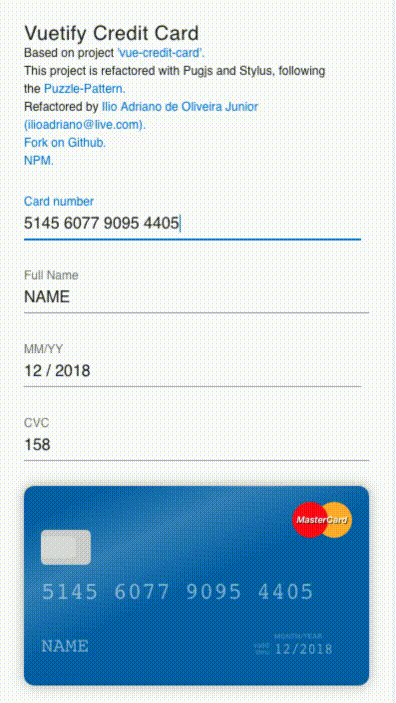 Vuetify Credit Card
Based on project 'vue-credit-card'.
This project is refactored with Pugjs and Stylus, following
the Puzzle-Pattern.
Refactored by Ilio Adriano de Oliveira Junior
(ilioadriano@live.com).
Fork on Github.
NPM.
Card number
5145 6077 9095 4405
Full Name
NAME
MM/YY
12 / 2018
CVC
158
MasterCard
5145 6077 9095 4405
MONTH/YEAR
NAME
valid thru 12/2018